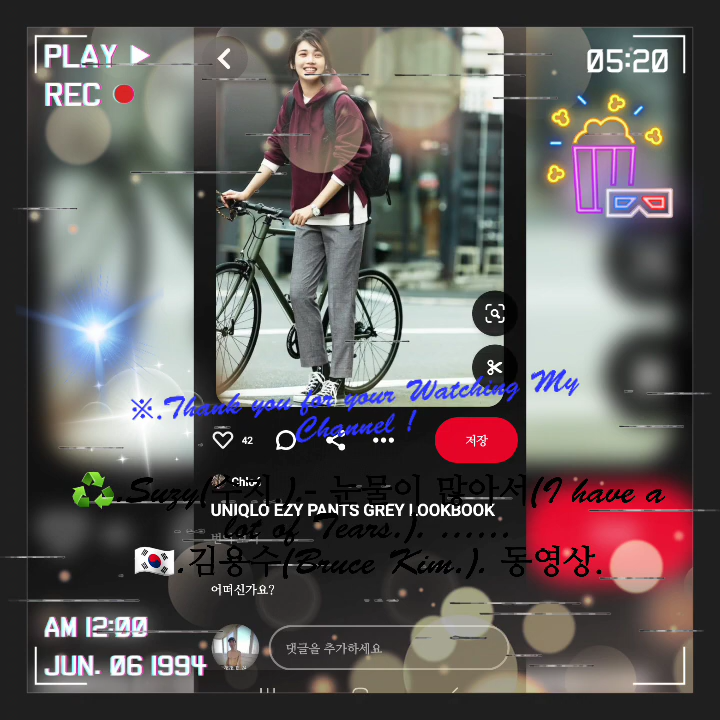 PLAY
05:20
REC
※.Thank you for your Watching My
Channel !
42
저장
♻️.Suzy(수지.).- 눈물이 많아서(I have a
Chloé
UNIQLO EZY PANTS GREY LOOKBOOK
lot of Tears.). ......
🇰🇷.김용수(Bruce Kim.). 동영상.
어떠신가요?
AM 12:00
댓글을 추가하세요
JUN. 06 1994